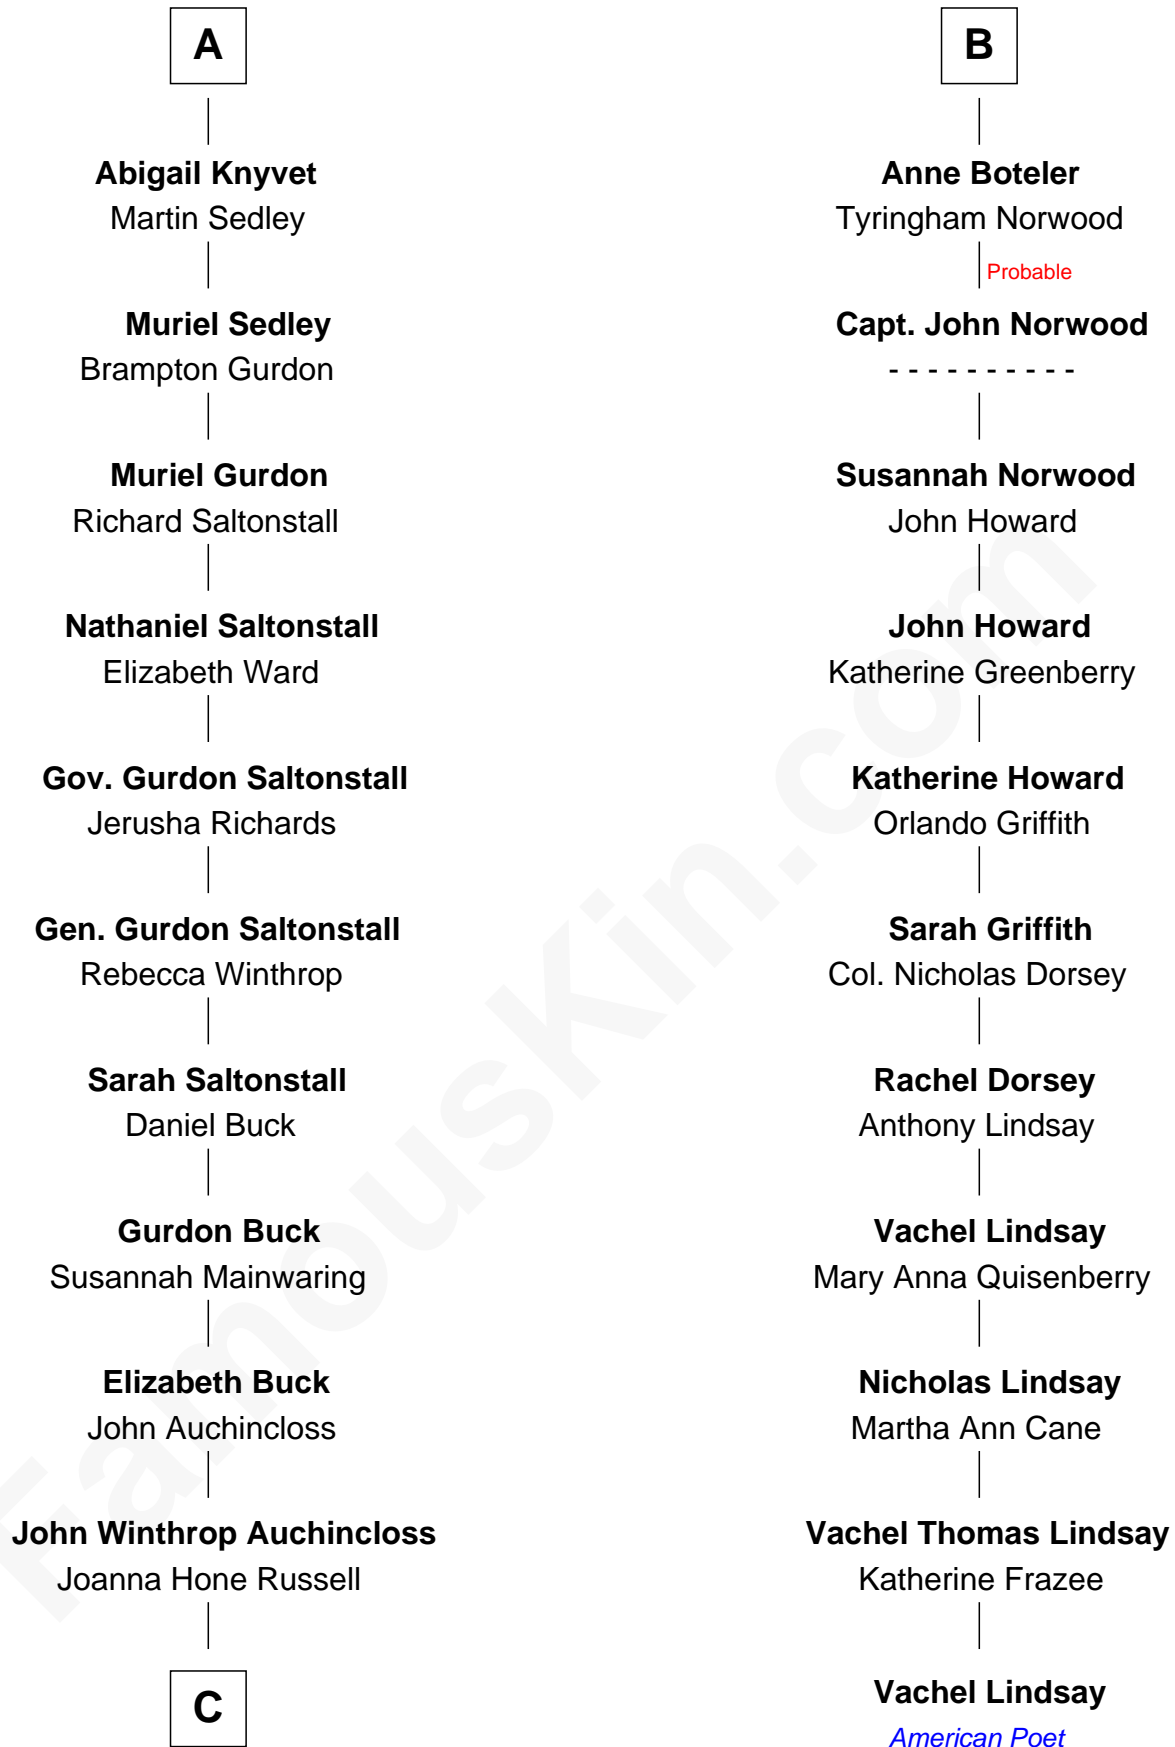 A
Abigail Knyvet
Martin Sedley
Muriel Sedley
Brampton Gurdon
Muriel Gurdon
Richard Saltonstall
Nathaniel Saltonstall
Elizabeth Ward
Gov. Gurdon Saltonstall
Jerusha Richards
Gen. Gurdon Saltonstall
Rebecca Winthrop
Sarah Saltonstall
Daniel Buck
Gurdon Buck
Susannah Mainwaring
Elizabeth Buck
John Auchincloss
John Winthrop Auchincloss
Joanna Hone Russell
C
B
Anne Boteler
Tyringham Norwood
Probable
Capt. John Norwood
- - - - - - - - - -
Susannah Norwood
John Howard
John Howard
Katherine Greenberry
Katherine Howard
Orlando Griffith
Sarah Griffith
Col. Nicholas Dorsey
Rachel Dorsey
Anthony Lindsay
Vachel Lindsay
Mary Anna Quisenberry
Nicholas Lindsay
Martha Ann Cane
Vachel Thomas Lindsay
Katherine Frazee
Vachel Lindsay
American Poet
FamousKin.com